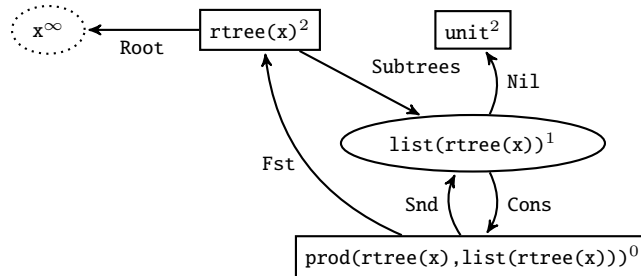 x∞
Root
rtree(x)²
unit²
Subtrees
Nil
list(rtree(x))¹
Fst
Snd
Cons
prod(rtree(x),list(rtree(x)))⁰